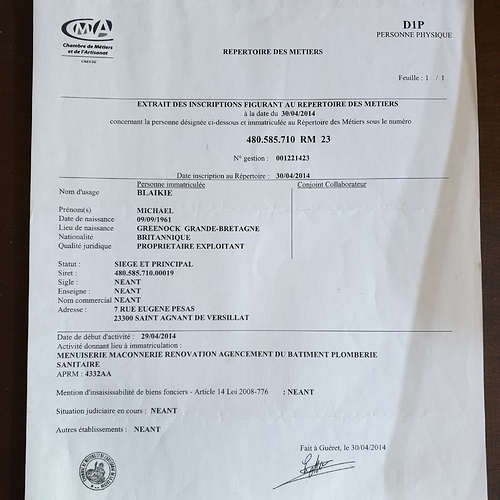 CMA
Chambre de Métiers
et de l'Artisanat
CREUSE
D1P
PERSONNE PHYSIQUE
REPERTOIRE DES METIERS
Feuille : 1 / 1
EXTRAIT DES INSCRIPTIONS FIGURANT AU REPERTOIRE DES METIERS
à la date du 30/04/2014
concernant la personne désignée ci-dessous et immatriculée au Répertoire des Métiers sous le numéro
480.585.710 RM 23
N° gestion : 001221423
Date inscription au Répertoire : 30/04/2014
Personne immatriculée Conjoint Collaborateur
Nom d'usage BLAIKIE
Prénom(s) MICHAEL
Date de naissance 09/09/1961
Lieu de naissance GREENOCK GRANDE-BRETAGNE
Nationalité BRITANNIQUE
Qualité juridique PROPRIETAIRE EXPLOITANT
Statut : SIEGE ET PRINCIPAL
Siret : 480.585.710.00019
Sigle : NEANT
Enseigne : NEANT
Nom commercial NEANT
Adresse : 7 RUE EUGENE PESAS
23300 SAINT AGNANT DE VERSILLAT
Date de début d'activité : 29/04/2014
Activité donnant lieu à immatriculation :
MENUISERIE MACONNERIE RENOVATION AGENCEMENT DU BATIMENT PLOMBERIE
SANITAIRE
APRM : 4332AA
Mention d'insaisissabilité de biens fonciers - Article 14 Loi 2008-776 : NEANT
Situation judiciaire en cours : NEANT
Autres établissements : NEANT
Fait à Guéret, le 30/04/2014